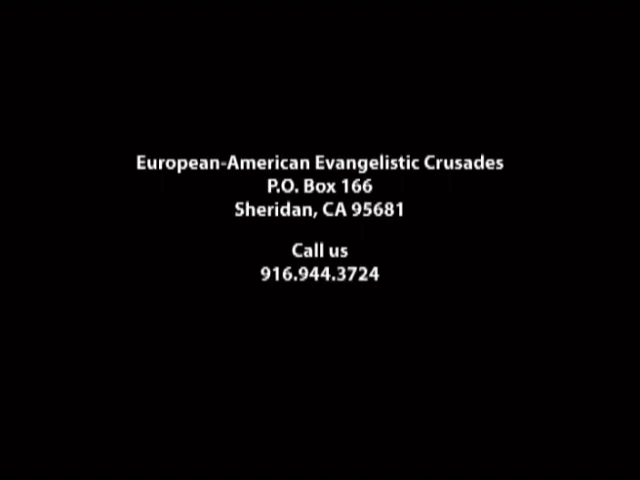 European-American Evangelistic Crusades
P.O. Box 166
Sheridan, CA 95681
Call us
916.944.3724